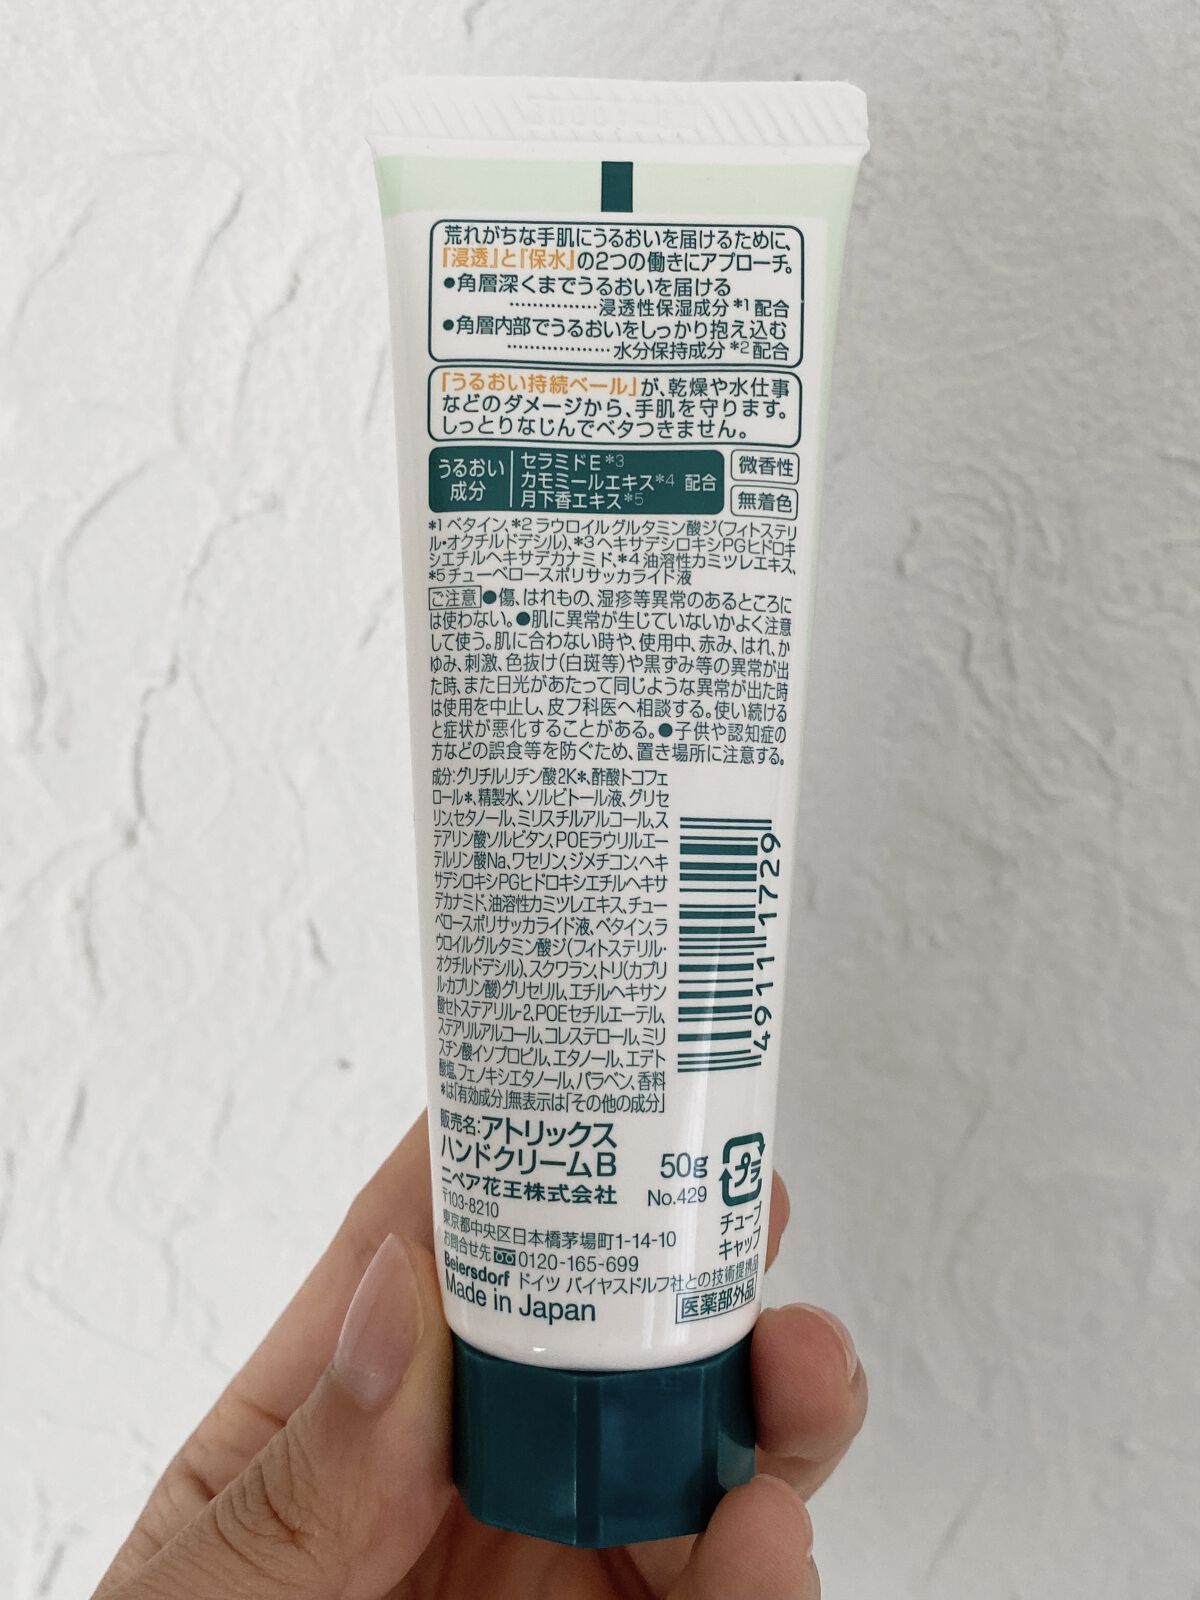 荒れがちな手肌にうるおいを届けるために、
『浸透』と『保水』の2つの働きにアプローチ。
●角層深くまでうるおいを届ける
……………浸透性保湿成分*1配合
●角層内部でうるおいをしっかり抱え込む
………………水分保持成分*2配合
「うるおい持続ベール」が、乾燥や水仕事
などのダメージから、手肌を守ります。
しっとりなじんでベタつきません。
うるおい成分
セラミドE*3
カモミールエキス*4 配合
月下香エキス*5
微香性
無着色
*1ベタイン、*2ラウロイルグルタミン酸ジ(フィトステリ
ル・オクチルドデシル)、*3ヘキサデシロキシPGヒドロキ
シエチルヘキサデカナミド、*4油溶性カミツレエキス、
*5チューベロースポリサッカライド液
ご注意●傷、はれもの、湿疹等異常のあるところに
は使わない。●肌に異常が生じていないかよく注意
して使う。肌に合わない時や、使用中、赤み、はれ、か
ゆみ、刺激、色抜け(白斑等)や黒ずみ等の異常が出
た時、また日光があたって同じような異常が出た時
は使用を中止し、皮フ科医へ相談する。使い続ける
と症状が悪化することがある。●子供や認知症の
方などの誤食等を防ぐため、置き場所に注意する。
成分:グリチルリチン酸2K*、酢酸トコフェ
ロール*、精製水、ソルビトール液、グリセ
リン、セタノール、ミリスチルアルコール、ス
テアリン酸ソルビタン、POEラウリルエー
テルリン酸Na、ワセリン、ジメチコン、ヘキ
サデシロキシPGヒドロキシエチルヘキサ
デカナミド、油溶性カミツレエキス、チュー
ベロースポリサッカライド液、ベタイン、ラ
ウロイルグルタミン酸ジ(フィトステリル・
オクチルドデシル)、スクワラン、トリ(カプリ
ル・カプリン酸)グリセリル、エチルヘキサン
酸セトステアリル-2、POEセチルエーテル、
ステアリルアルコール、コレステロール、ミリ
スチン酸イソプロピル、エタノール、エデト
酸塩、フェノキシエタノール、パラベン、香料
*は「有効成分」無表示は「その他の成分」
4911 1729
販売名:アトリックス
ハンドクリームB 50g
ニベア花王株式会社 No.429
〒103-8210
東京都中央区日本橋茅場町1-14-10
お問合せ先 0120-165-699
Beiersdorf ドイツ バイヤスドルフ社との技術提携品
Made in Japan
医薬部外品
プラ
チューブ
キャップ